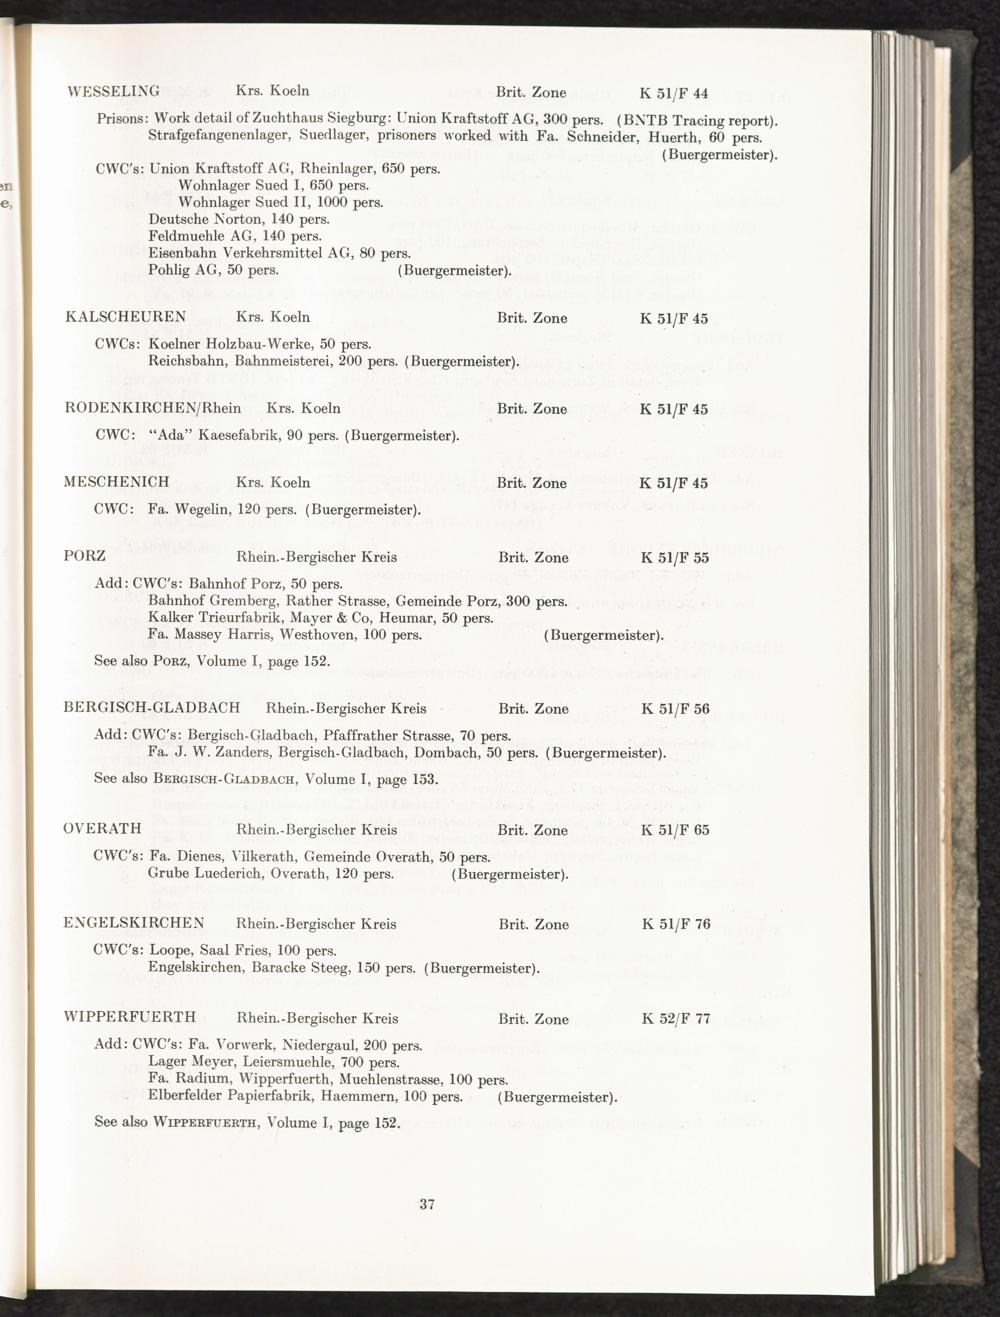 en
e,
WESSELING Krs. Koeln Brit. Zone K 51/F 44
Prisons: Work detail of Zuchthaus Siegburg: Union Kraftstoff AG, 300 pers. (BNTB Tracing report).
Strafgefangenenlager, Suedlager, prisoners worked with Fa. Schneider, Huerth, 60 pers.
(Buergermeister).
CWC's: Union Kraftstoff AG, Rheinlager, 650 pers.
Wohnlager Sued I, 650 pers.
Wohnlager Sued II, 1000 pers.
Deutsche Norton, 140 pers.
Feldmuehle AG, 140 pers.
Eisenbahn Verkehrsmittel AG, 80 pers.
Pohlig AG, 50 pers. (Buergermeister).
KALSCHEUREN Krs. Koeln Brit. Zone K 51/F 45
CWCs: Koelner Holzbau-Werke, 50 pers.
Reichsbahn, Bahnmeisterei, 200 pers. (Buergermeister).
RODENKIRCHEN/Rhein Krs. Koeln Brit. Zone K 51/F 45
CWC: “Ada” Kaesefabrik, 90 pers. (Buergermeister).
MESCHENICH Krs. Koeln Brit. Zone K 51/F 45
CWC: Fa. Wegelin, 120 pers. (Buergermeister).
PORZ Rhein.-Bergischer Kreis Brit. Zone K 51/F 55
Add: CWC's: Bahnhof Porz, 50 pers.
Bahnhof Gremberg, Rather Strasse, Gemeinde Porz, 300 pers.
Kalker Trieurfabrik, Mayer & Co, Heumar, 50 pers.
Fa. Massey Harris, Westhoven, 100 pers. (Buergermeister).
See also PORZ, Volume I, page 152.
BERGISCH-GLADBACH Rhein.-Bergischer Kreis Brit. Zone K 51/F 56
Add: CWC's: Bergisch-Gladbach, Pfaffrather Strasse, 70 pers.
Fa. J. W. Zanders, Bergisch-Gladbach, Dombach, 50 pers. (Buergermeister).
See also BERGISCH-GLADBACH, Volume I, page 153.
OVERATH Rhein.-Bergischer Kreis Brit. Zone K 51/F 65
CWC's: Fa. Dienes, Vilkerath, Gemeinde Overath, 50 pers.
Grube Luederich, Overath, 120 pers. (Buergermeister).
ENGELSKIRCHEN Rhein.-Bergischer Kreis Brit. Zone K 51/F 76
CWC's: Loope, Saal Fries, 100 pers.
Engelskirchen, Baracke Steeg, 150 pers. (Buergermeister).
WIPPERFUERTH Rhein.-Bergischer Kreis Brit. Zone K 52/F 77
Add: CWC's: Fa. Vorwerk, Niedergaul, 200 pers.
Lager Meyer, Leiersmuehle, 700 pers.
Fa. Radium, Wipperfuerth, Muehlenstrasse, 100 pers.
Elberfelder Papierfabrik, Haemmern, 100 pers. (Buergermeister).
See also WIPPERFUERTH, Volume I, page 152.
37